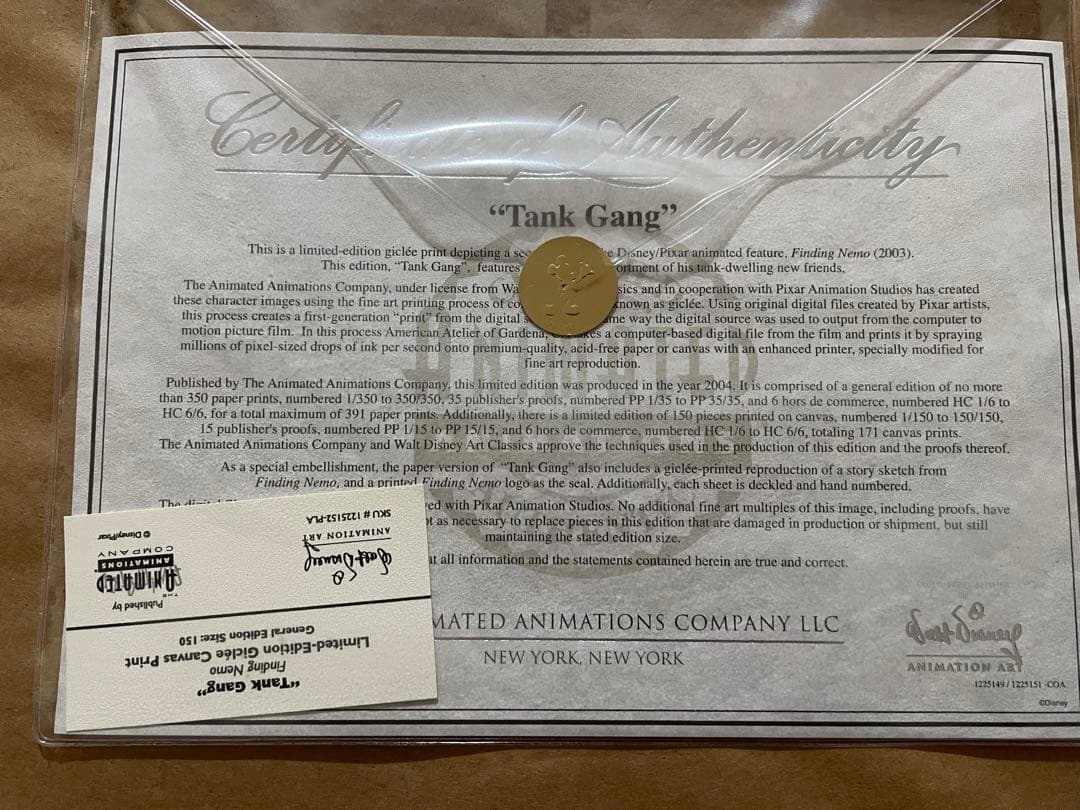 Certificate of Authenticity
“Tank Gang”
This is a limited-edition giclée print depicting a sce e Disney/Pixar animated feature, Finding Nemo (2003).
This edition, “Tank Gang”, features ortment of his tank-dwelling new friends.
The Animated Animations Company, under license from Wa sics and in cooperation with Pixar Animation Studios has created
these character images using the fine art printing process of co known as giclée. Using original digital files created by Pixar artists,
this process creates a first-generation “print” from the digital s me way the digital source was used to output from the computer to
motion picture film. In this process American Atelier of Gardena, takes a computer-based digital file from the film and prints it by spraying
millions of pixel-sized drops of ink per second onto premium-quality, acid-free paper or canvas with an enhanced printer, specially modified for
fine art reproduction.
Published by The Animated Animations Company, this limited edition was produced in the year 2004. It is comprised of a general edition of no more
than 350 paper prints, numbered 1/350 to 350/350, 35 publisher's proofs, numbered PP 1/35 to PP 35/35, and 6 hors de commerce, numbered HC 1/6 to
HC 6/6, for a total maximum of 391 paper prints. Additionally, there is a limited edition of 150 pieces printed on canvas, numbered 1/150 to 150/150,
15 publisher's proofs, numbered PP 1/15 to PP 15/15, and 6 hors de commerce, numbered HC 1/6 to HC 6/6, totaling 171 canvas prints.
The Animated Animations Company and Walt Disney Art Classics approve the techniques used in the production of this edition and the proofs thereof.
As a special embellishment, the paper version of “Tank Gang” also includes a giclée-printed reproduction of a story sketch from
Finding Nemo, and a printed Finding Nemo logo as the seal. Additionally, each sheet is deckled and hand numbered.
The digital ved with Pixar Animation Studios. No additional fine art multiples of this image, including proofs, have
pt as necessary to replace pieces in this edition that are damaged in production or shipment, but still
maintaining the stated edition size.
at all information and the statements contained herein are true and correct.
MATED ANIMATIONS COMPANY LLC
NEW YORK, NEW YORK
Walt Disney
ANIMATION ART
1225149 / 1225151 -COA
©Disney
“Tank Gang”
Finding Nemo
Limited-Edition Giclée Canvas Print
General Edition Size: 150
Published by
THE
ANIMATED
ANIMATIONS
COMPANY
© Disney/Pixar
Walt Disney
ANIMATION ART
SKU # 1225152-PLA